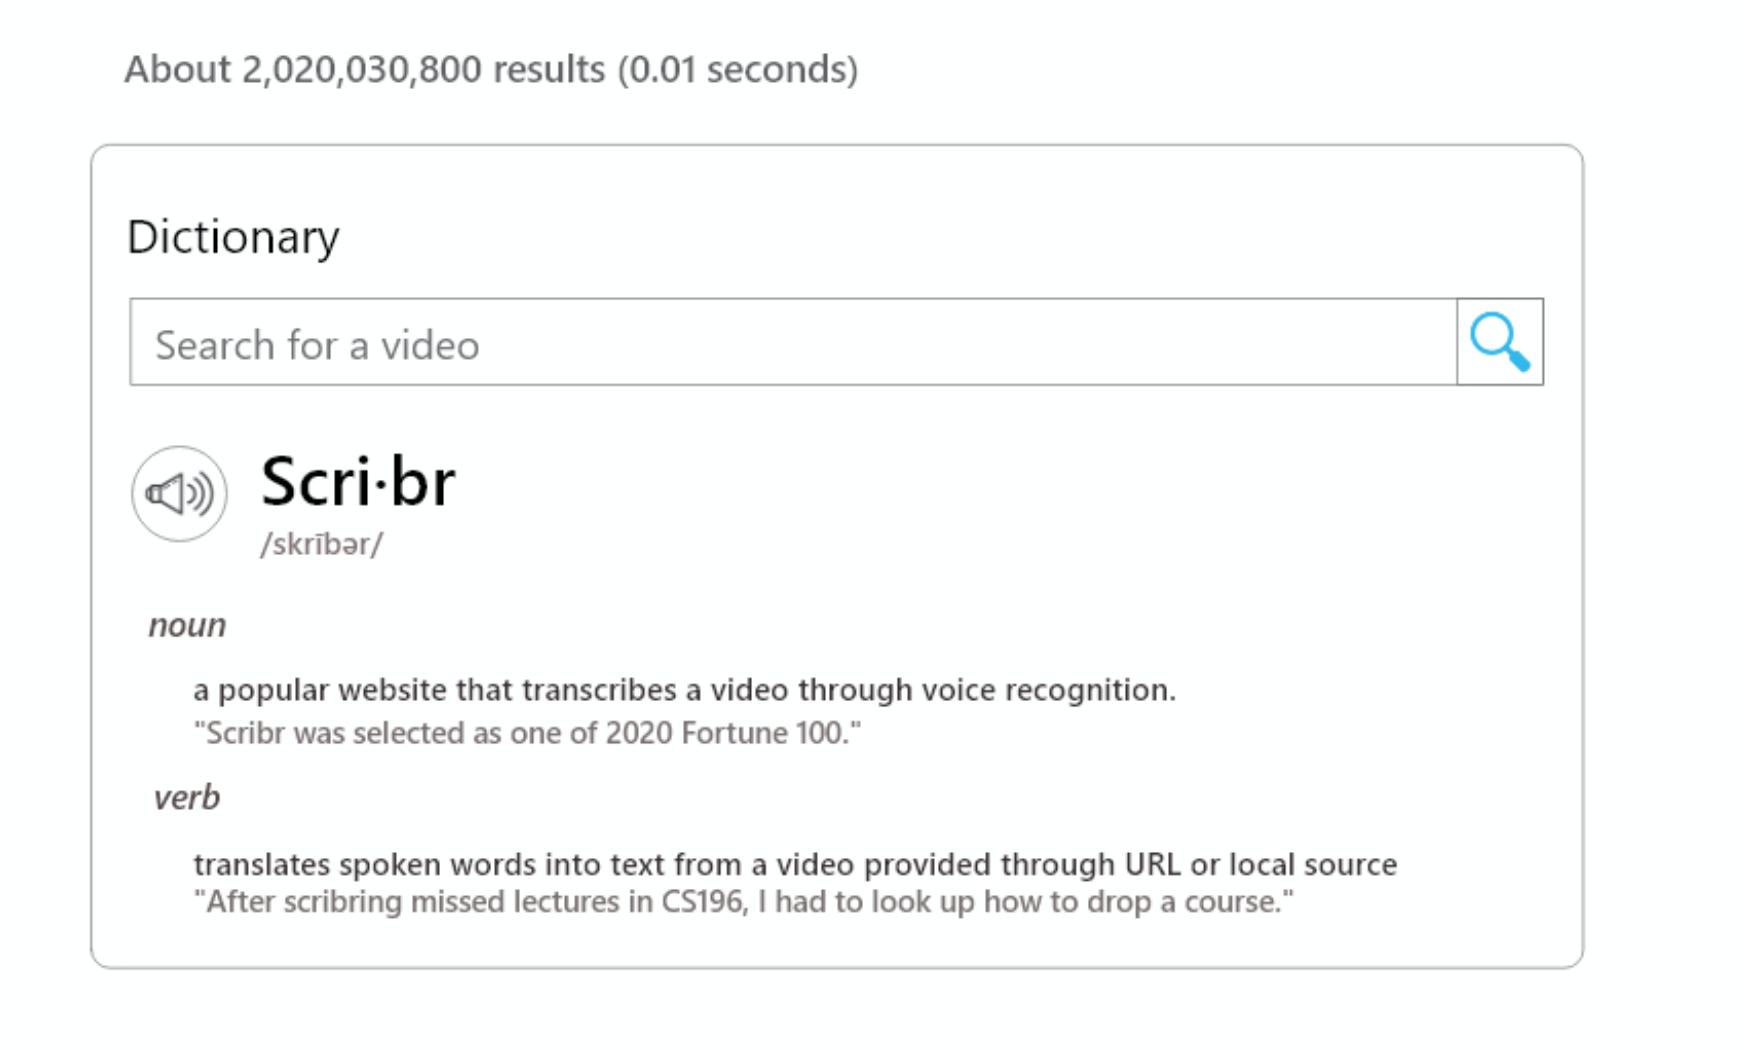 About 2,020,030,800 results (0.01 seconds)
Dictionary
Search for a video
Scri·br
/skrībər/
noun
a popular website that transcribes a video through voice recognition.
"Scribr was selected as one of 2020 Fortune 100."
verb
translates spoken words into text from a video provided through URL or local source
"After scribring missed lectures in CS196, I had to look up how to drop a course."